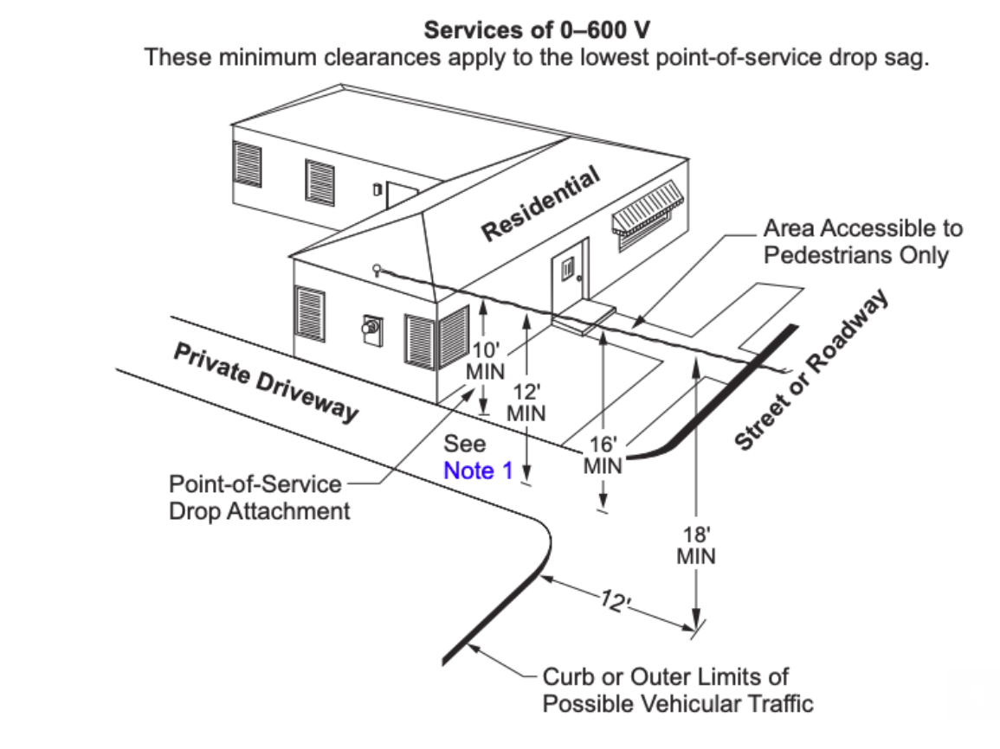 Services of 0–600 V
These minimum clearances apply to the lowest point-of-service drop sag.
Residential
Area Accessible to
Pedestrians Only
Private Driveway
10'
MIN
12'
MIN
Street or Roadway
See
Note 1
16'
MIN
Point-of-Service
Drop Attachment
18'
MIN
12'
Curb or Outer Limits of
Possible Vehicular Traffic